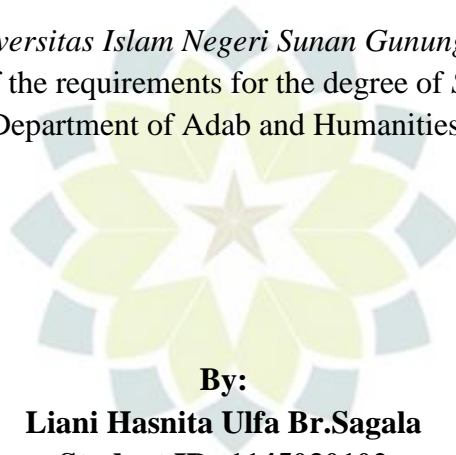 Universitas Islam Negeri Sunan Gunung
the requirements for the degree of
Department of Adab and Humanities
By:
Liani Hasnita Ulfa Br.Sagala